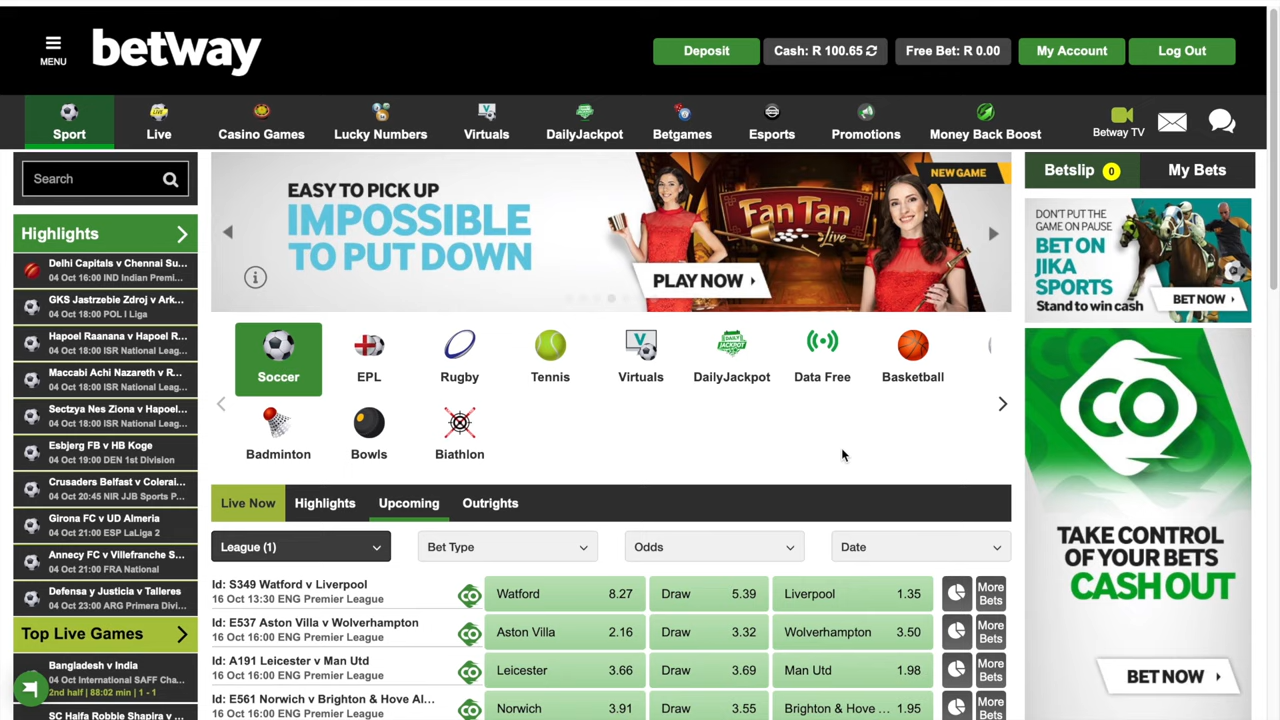 MENU
betway
Deposit
Cash: R 100.65
Free Bet: R 0.00
My Account
Log Out
Sport
Live
Casino Games
Lucky Numbers
Virtuals
DailyJackpot
Betgames
Esports
Promotions
Money Back Boost
Betway TV
Search
Highlights
Delhi Capitals v Chennai Su...
04 Oct 16:00 IND Indian Premi...
GKS Jastrzebie Zdroj v Ark...
04 Oct 18:00 POL I Liga
Hapoel Raanana v Hapoel R...
04 Oct 18:00 ISR National Leag...
Maccabi Achi Nazareth v R...
04 Oct 18:00 ISR National Leag...
Sectzya Nes Ziona v Hapoel...
04 Oct 18:00 ISR National Leag...
Esbjerg FB v HB Koge
04 Oct 19:00 DEN 1st Division
Crusaders Belfast v Colerai...
04 Oct 20:45 NIR JJB Sports P...
Girona FC v UD Almeria
04 Oct 21:00 ESP LaLiga 2
Annecy FC v Villefranche S...
04 Oct 21:00 FRA National
Defensa y Justicia v Talleres
04 Oct 23:00 ARG Primera Divi...
Top Live Games
Bangladesh v India
04 Oct International SAFF Cha...
2nd half | 88:02 min | 1 - 1
SC Haifa Robbie Shapira v ...
EASY TO PICK UP
IMPOSSIBLE
TO PUT DOWN
Fan Tan
Live
NEW GAME
PLAY NOW
Soccer
EPL
Rugby
Tennis
Virtuals
DailyJackpot
Data Free
Basketball
Badminton
Bowls
Biathlon
Live Now
Highlights
Upcoming
Outrights
League (1)
Bet Type
Odds
Date
Id: S349 Watford v Liverpool
16 Oct 13:30 ENG Premier League
CO
Watford 8.27
Draw 5.39
Liverpool 1.35
More
Bets
Id: E537 Aston Villa v Wolverhampton
16 Oct 16:00 ENG Premier League
CO
Aston Villa 2.16
Draw 3.32
Wolverhampton 3.50
More
Bets
Id: A191 Leicester v Man Utd
16 Oct 16:00 ENG Premier League
CO
Leicester 3.66
Draw 3.69
Man Utd 1.98
More
Bets
Id: E561 Norwich v Brighton & Hove Al...
16 Oct 16:00 ENG Premier League
CO
Norwich 3.91
Draw 3.55
Brighton & Hove ... 1.95
More
Bets
Betslip 0
My Bets
DON'T PUT THE
GAME ON PAUSE
BET ON
JIKA
SPORTS
Stand to win cash
BET NOW
CO
TAKE CONTROL
OF YOUR BETS
CASH OUT
BET NOW